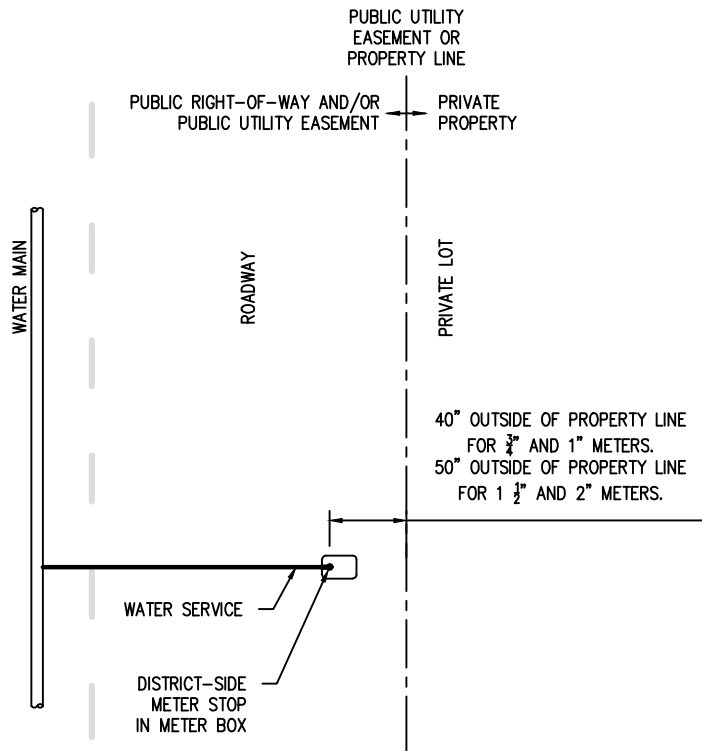 PUBLIC UTILITY
EASEMENT OR
PROPERTY LINE
PUBLIC RIGHT-OF-WAY AND/OR
PUBLIC UTILITY EASEMENT
PRIVATE
PROPERTY
WATER MAIN
ROADWAY
PRIVATE LOT
40" OUTSIDE OF PROPERTY LINE
FOR 3/4" AND 1" METERS.
50" OUTSIDE OF PROPERTY LINE
FOR 1 1/2" AND 2" METERS.
WATER SERVICE
DISTRICT-SIDE
METER STOP
IN METER BOX